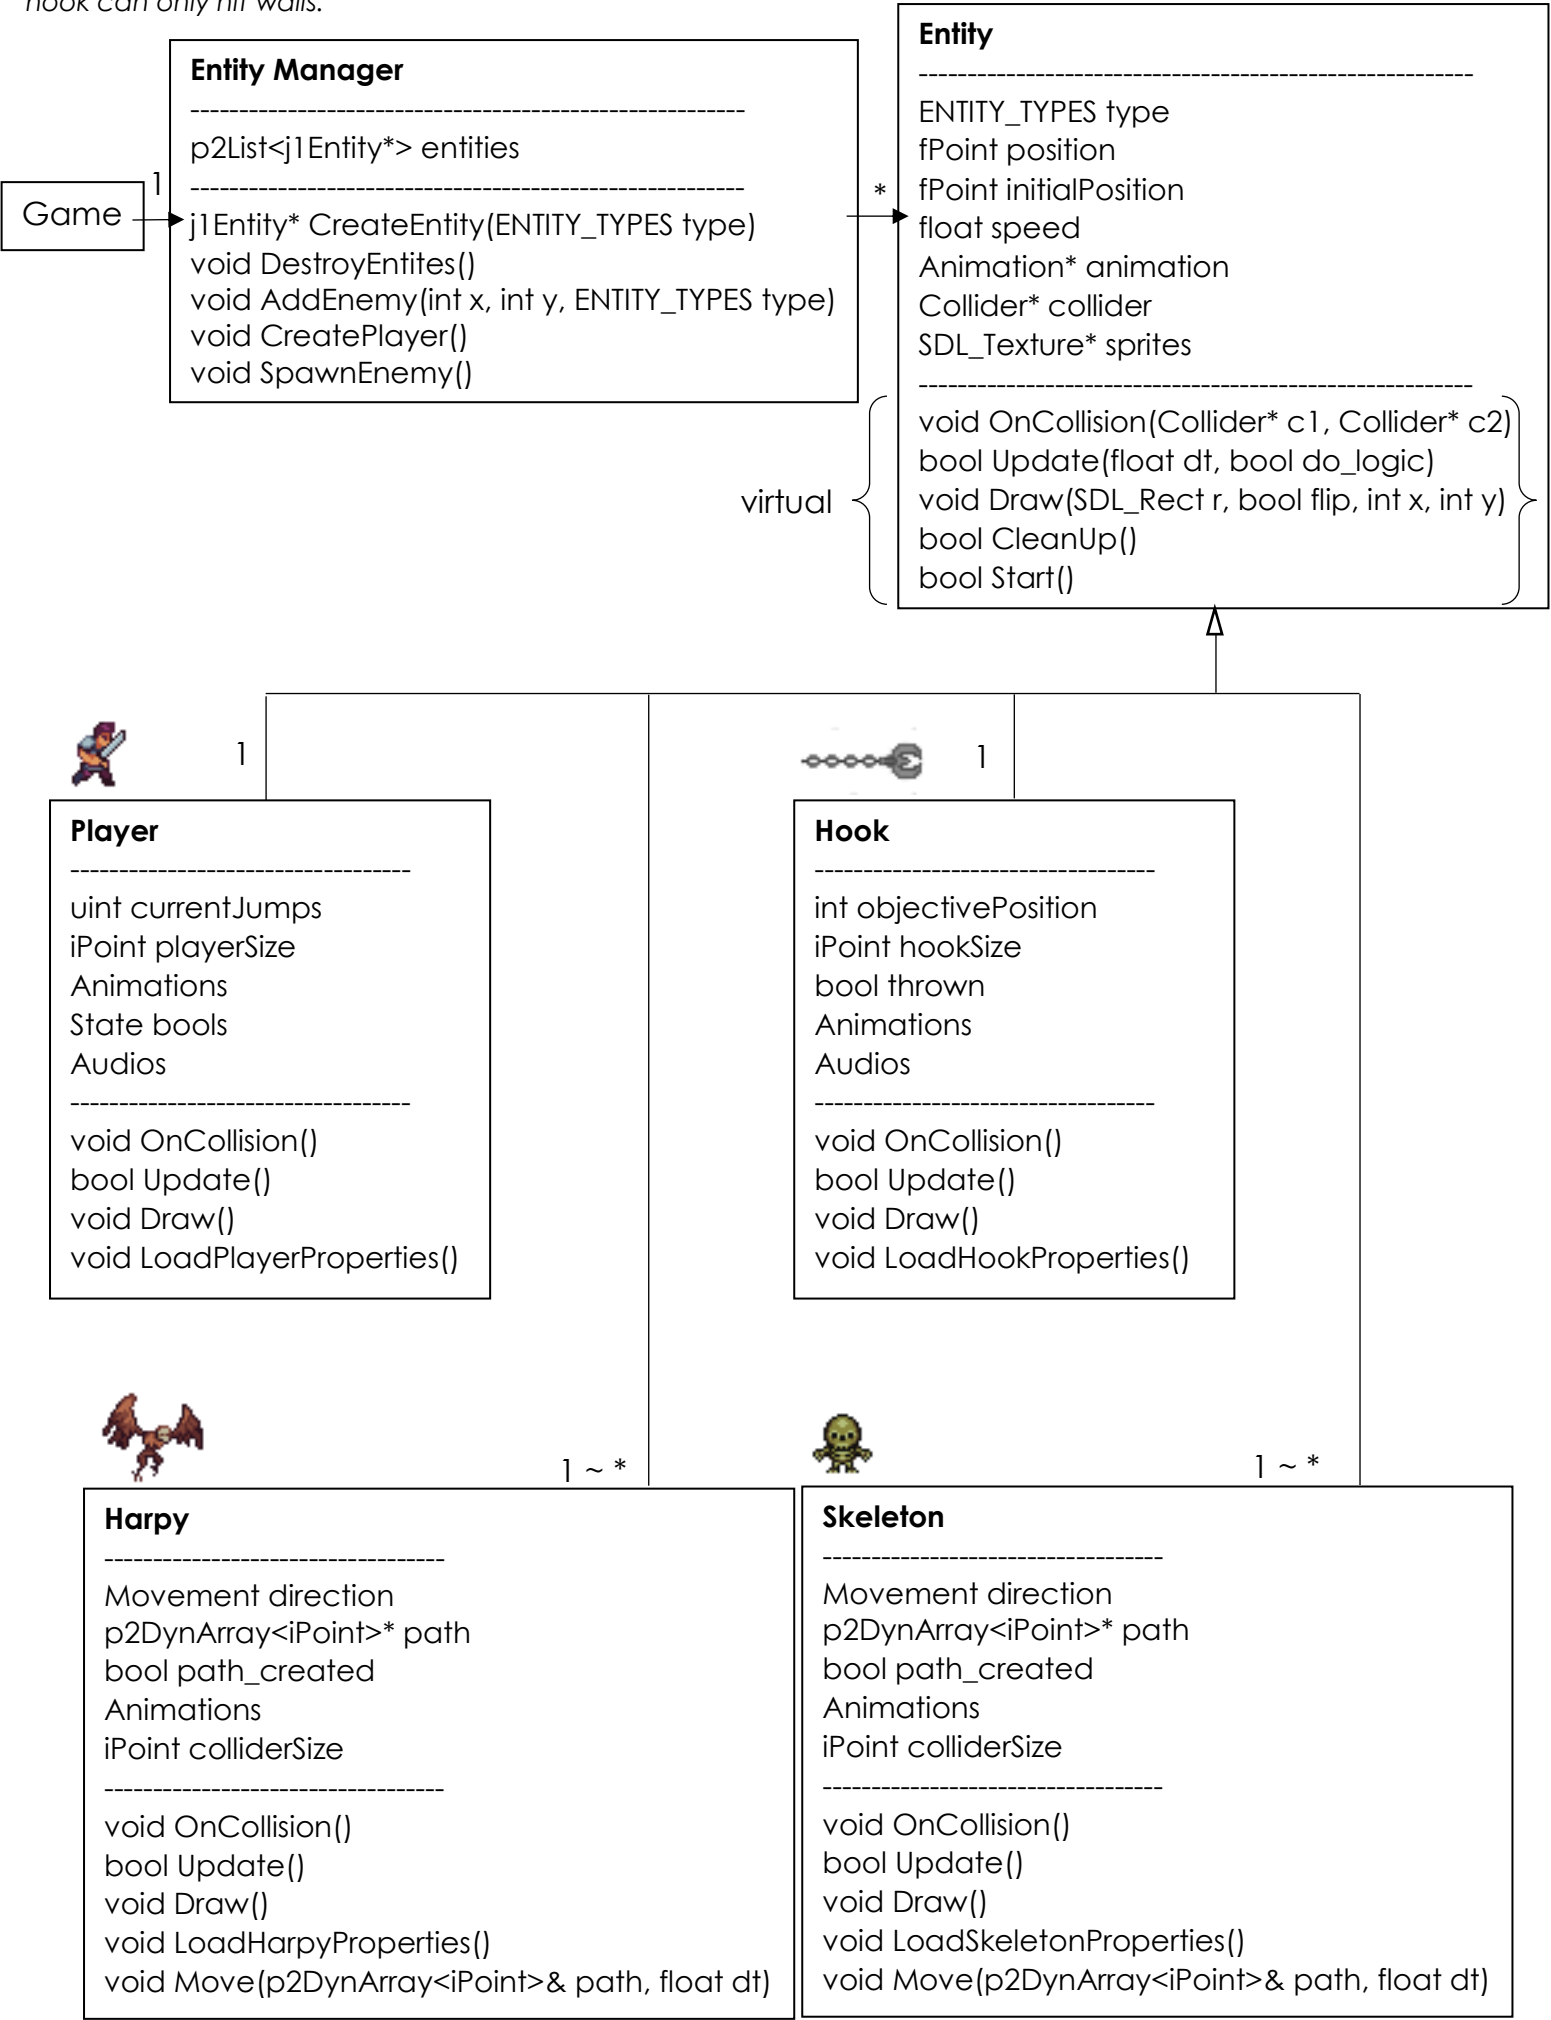 hook can only hit walls.
Entity Manager
---------------------------------------------------------
p2List<j1Entity*> entities
---------------------------------------------------------
j1Entity* CreateEntity(ENTITY_TYPES type)
void DestroyEntites()
void AddEnemy(int x, int y, ENTITY_TYPES type)
void CreatePlayer()
void SpawnEnemy()
Game
1
*
Entity
---------------------------------------------------------
ENTITY_TYPES type
fPoint position
fPoint initialPosition
float speed
Animation* animation
Collider* collider
SDL_Texture* sprites
---------------------------------------------------------
void OnCollision(Collider* c1, Collider* c2)
bool Update(float dt, bool do_logic)
void Draw(SDL_Rect r, bool flip, int x, int y)
bool CleanUp()
bool Start()
virtual
1
Player
-----------------------------------
uint currentJumps
iPoint playerSize
Animations
State bools
Audios
-----------------------------------
void OnCollision()
bool Update()
void Draw()
void LoadPlayerProperties()
1
Hook
-----------------------------------
int objectivePosition
iPoint hookSize
bool thrown
Animations
Audios
-----------------------------------
void OnCollision()
bool Update()
void Draw()
void LoadHookProperties()
1 ~ *
Harpy
-----------------------------------
Movement direction
p2DynArray<iPoint>* path
bool path_created
Animations
iPoint colliderSize
-----------------------------------
void OnCollision()
bool Update()
void Draw()
void LoadHarpyProperties()
void Move(p2DynArray<iPoint>& path, float dt)
1 ~ *
Skeleton
-----------------------------------
Movement direction
p2DynArray<iPoint>* path
bool path_created
Animations
iPoint colliderSize
-----------------------------------
void OnCollision()
bool Update()
void Draw()
void LoadSkeletonProperties()
void Move(p2DynArray<iPoint>& path, float dt)